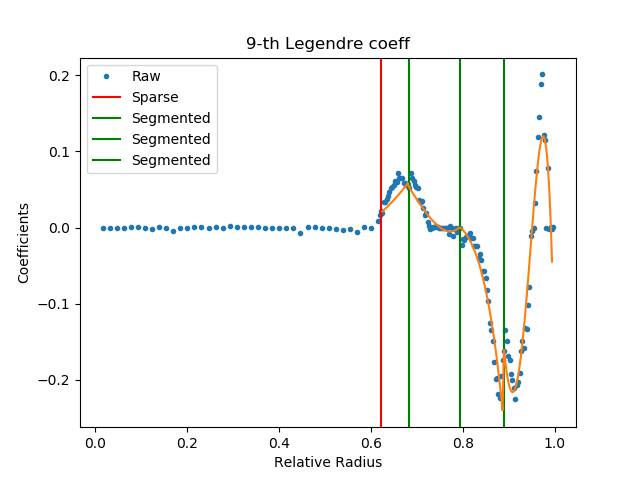 9-th Legendre coeff
Raw
Sparse
Segmented
Segmented
Segmented
0.2
0.1
0.0
−0.1
−0.2
Coefficients
0.0 0.2 0.4 0.6 0.8 1.0
Relative Radius